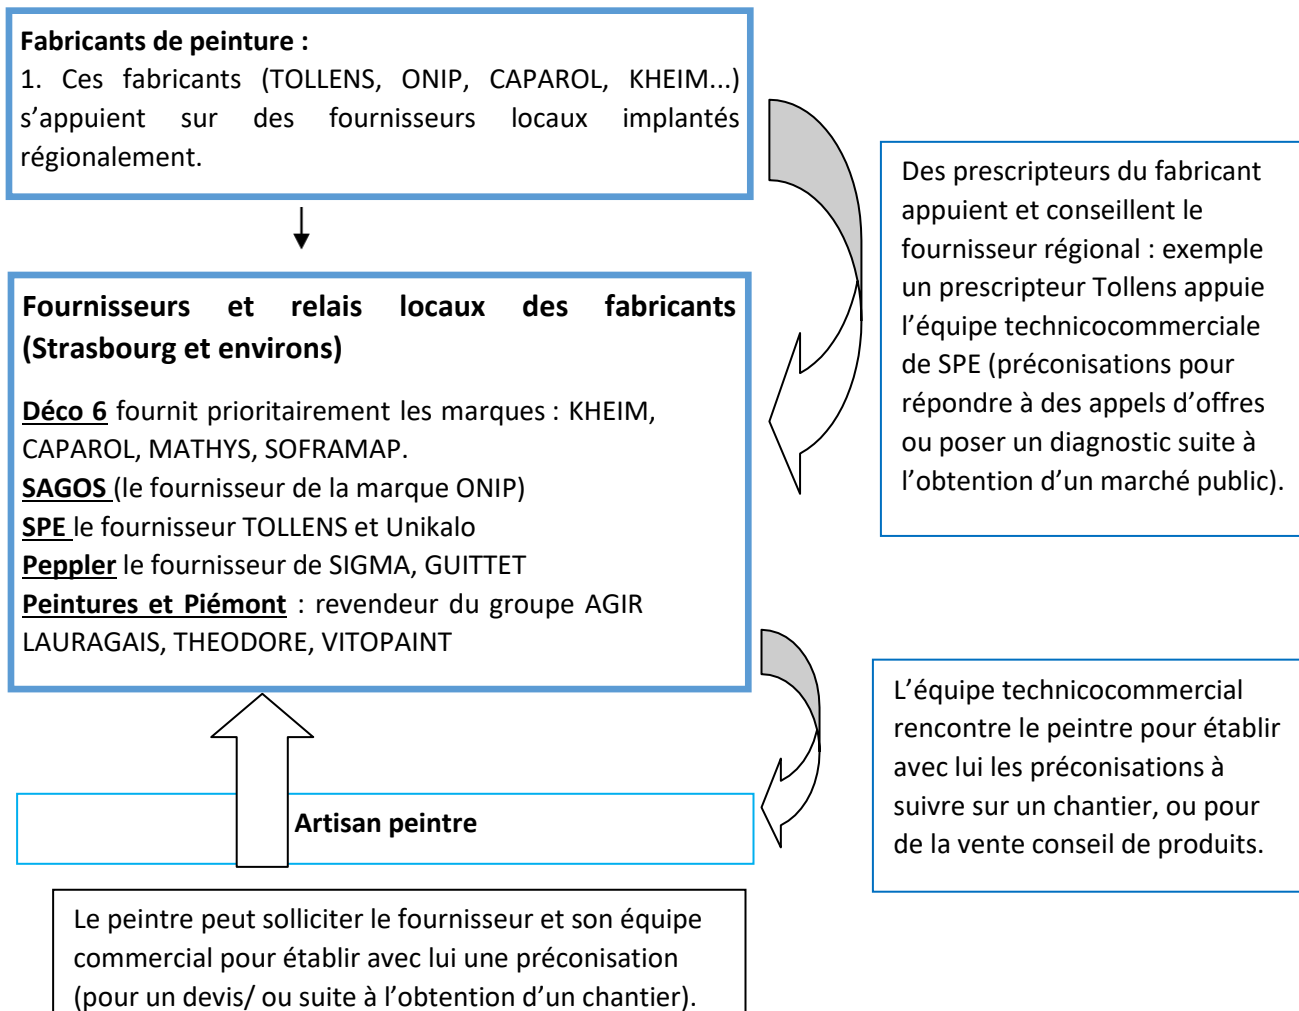 Fabricants de peinture :
1. Ces fabricants (TOLLENS, ONIP, CAPAROL, KHEIM...)
s’appuient sur des fournisseurs locaux implantés
régionalement.
Des prescripteurs du fabricant
appuient et conseillent le
fournisseur régional : exemple
un prescripteur Tollens appuie
l’équipe technicocommerciale
de SPE (préconisations pour
répondre à des appels d’offres
ou poser un diagnostic suite à
l’obtention d’un marché public).
Fournisseurs et relais locaux des fabricants
(Strasbourg et environs)
Déco 6 fournit prioritairement les marques : KHEIM,
CAPAROL, MATHYS, SOFRAMAP.
SAGOS (le fournisseur de la marque ONIP)
SPE le fournisseur TOLLENS et Unikalo
Peppler le fournisseur de SIGMA, GUITTET
Peintures et Piémont : revendeur du groupe AGIR
LAURAGAIS, THEODORE, VITOPAINT
L’équipe technicocommercial
rencontre le peintre pour établir
avec lui les préconisations à
suivre sur un chantier, ou pour
de la vente conseil de produits.
Artisan peintre
Le peintre peut solliciter le fournisseur et son équipe
commercial pour établir avec lui une préconisation
(pour un devis/ ou suite à l’obtention d’un chantier).